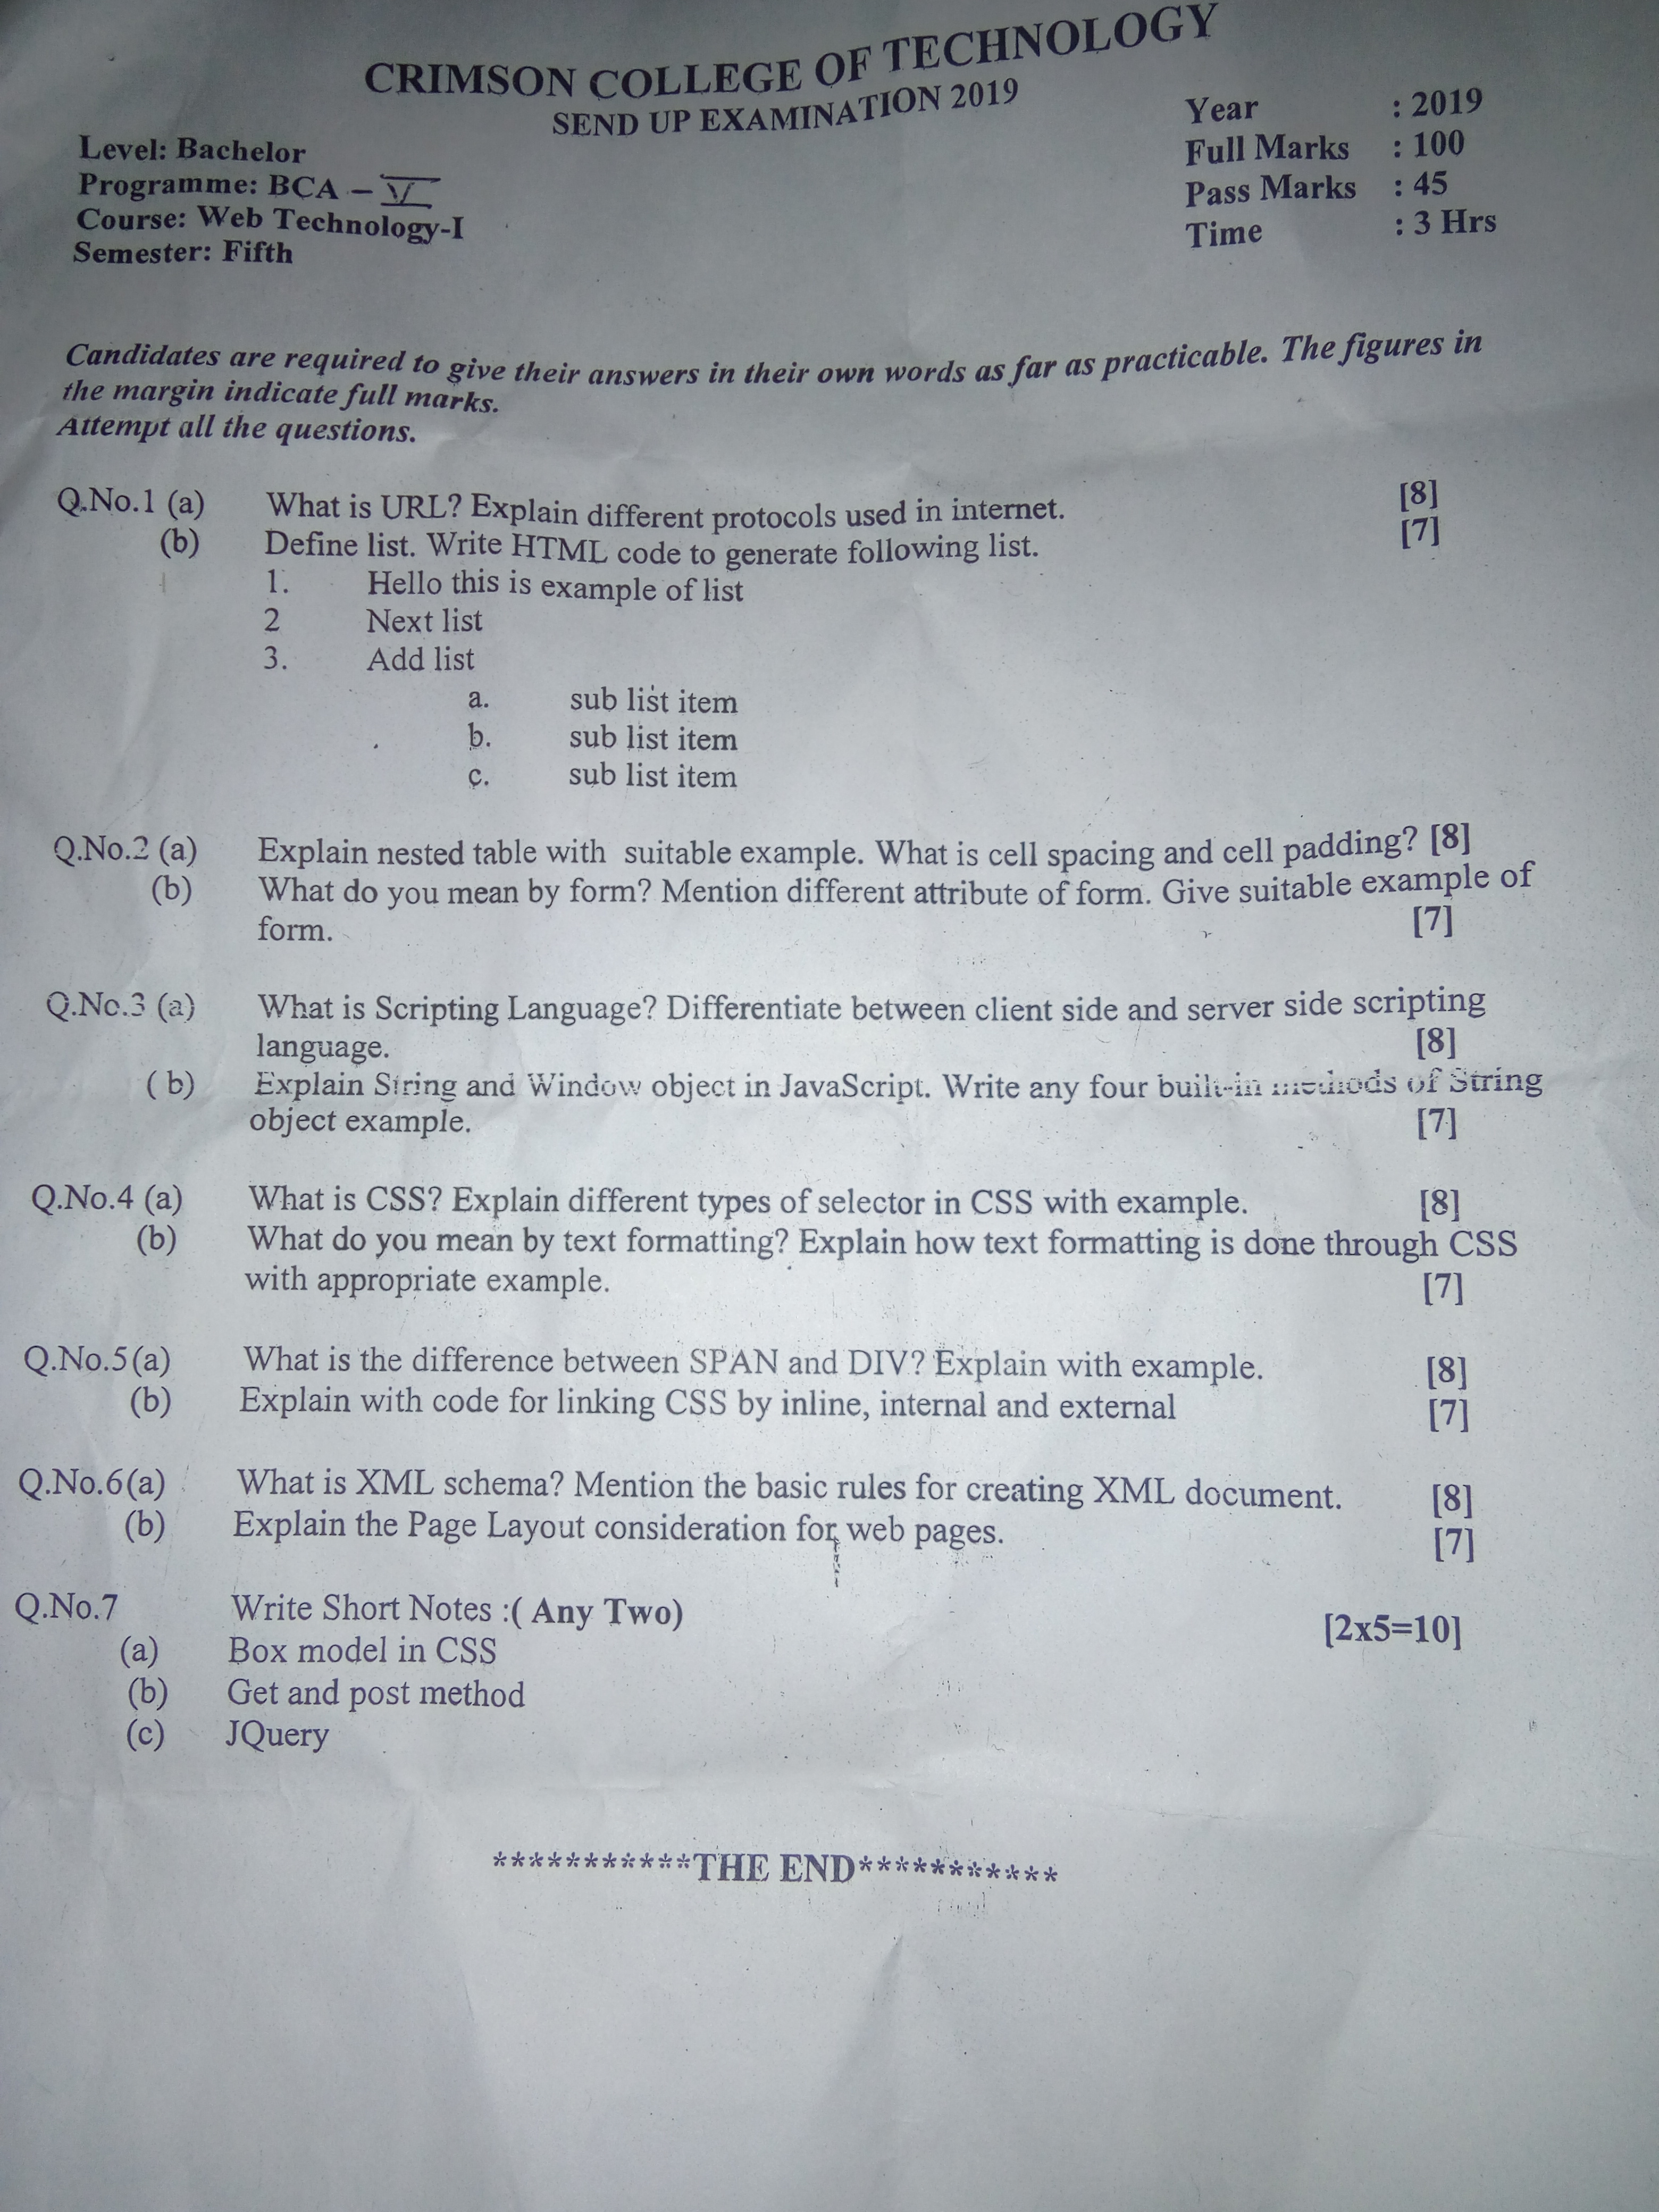 CRIMSON COLLEGE OF TECHNOLOGY
SEND UP EXAMINATION 2019
Level: Bachelor
Programme: BCA – V
Course: Web Technology-I
Semester: Fifth
Year : 2019
Full Marks : 100
Pass Marks : 45
Time : 3 Hrs
Candidates are required to give their answers in their own words as far as practicable. The figures in
the margin indicate full marks.
Attempt all the questions.
Q.No.1 (a) What is URL? Explain different protocols used in internet. [8]
(b) Define list. Write HTML code to generate following list. [7]
1. Hello this is example of list
2 Next list
3. Add list
a. sub list item
b. sub list item
c. sub list item
Q.No.2 (a) Explain nested table with suitable example. What is cell spacing and cell padding? [8]
(b) What do you mean by form? Mention different attribute of form. Give suitable example of
form. [7]
Q.No.3 (a) What is Scripting Language? Differentiate between client side and server side scripting
language. [8]
( b) Explain String and Window object in JavaScript. Write any four built-in methods of String
object example. [7]
Q.No.4 (a) What is CSS? Explain different types of selector in CSS with example. [8]
(b) What do you mean by text formatting? Explain how text formatting is done through CSS
with appropriate example. [7]
Q.No.5(a) What is the difference between SPAN and DIV? Explain with example. [8]
(b) Explain with code for linking CSS by inline, internal and external [7]
Q.No.6(a) What is XML schema? Mention the basic rules for creating XML document. [8]
(b) Explain the Page Layout consideration for web pages. [7]
Q.No.7 Write Short Notes :( Any Two) [2x5=10]
(a) Box model in CSS
(b) Get and post method
(c) JQuery
***********THE END***********